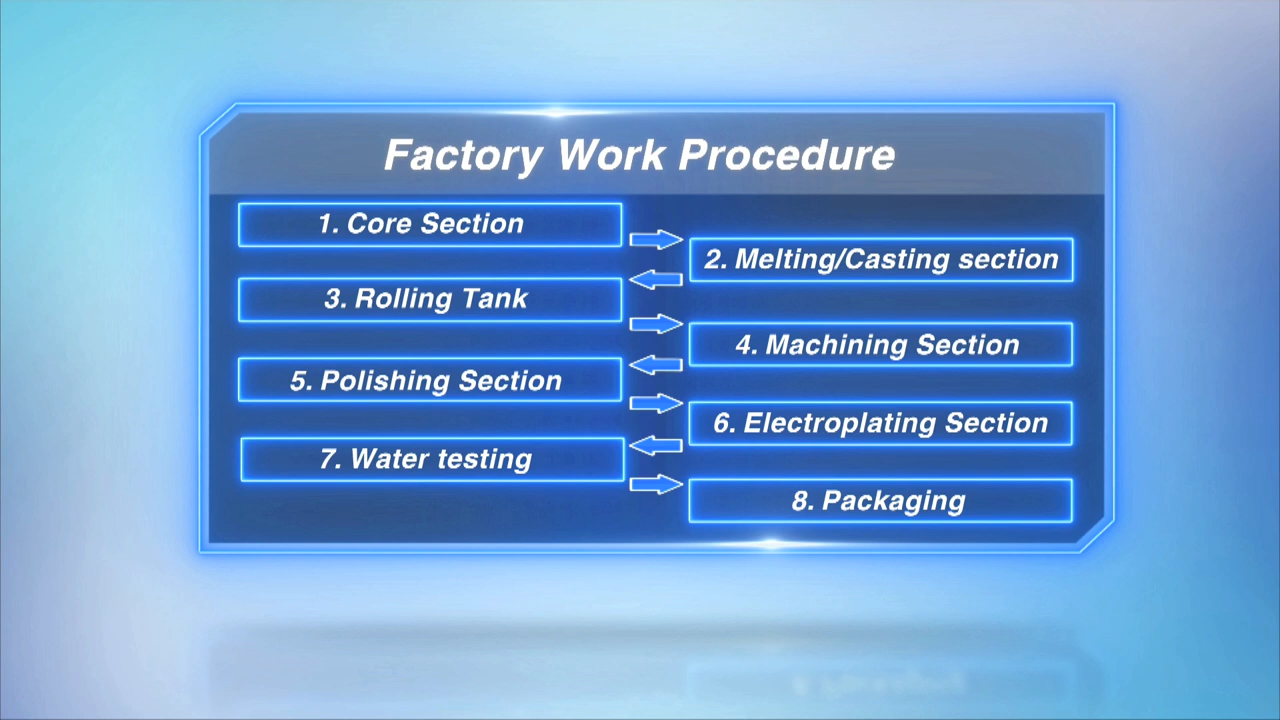 Factory Work Procedure
1. Core Section
2. Melting/Casting section
3. Rolling Tank
4. Machining Section
5. Polishing Section
6. Electroplating Section
7. Water testing
8. Packaging